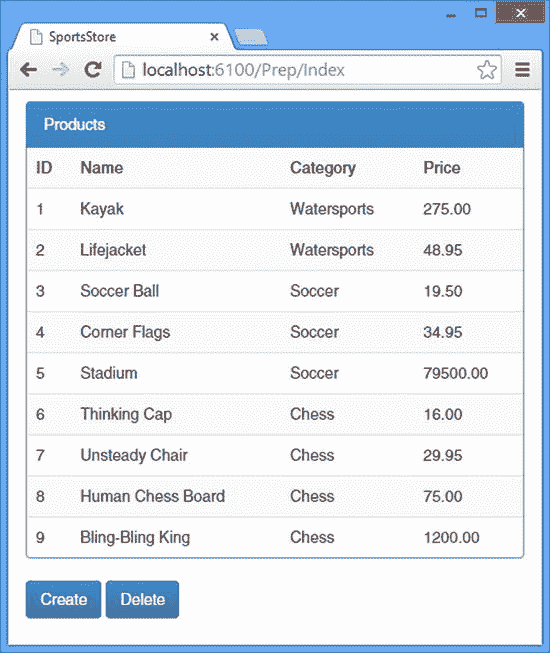 SportsStore
localhost:6100/Prep/Index
Products
ID Name Category Price
1 Kayak Watersports 275.00
2 Lifejacket Watersports 48.95
3 Soccer Ball Soccer 19.50
4 Corner Flags Soccer 34.95
5 Stadium Soccer 79500.00
6 Thinking Cap Chess 16.00
7 Unsteady Chair Chess 29.95
8 Human Chess Board Chess 75.00
9 Bling-Bling King Chess 1200.00
Create Delete